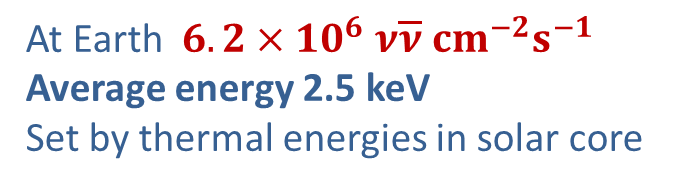 At Earth 6.2 × 10⁶ νν̅ cm⁻²s⁻¹
Average energy 2.5 keV
Set by thermal energies in solar core